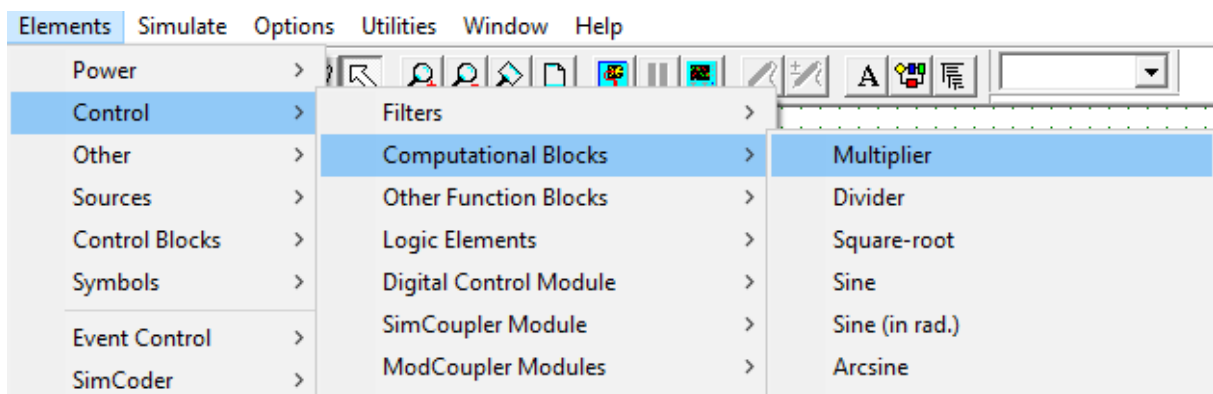 Elements Simulate Options Utilities Window Help
Power
Control
Other
Sources
Control Blocks
Symbols
Event Control
SimCoder
A
Filters
Computational Blocks
Other Function Blocks
Logic Elements
Digital Control Module
SimCoupler Module
ModCoupler Modules
Multiplier
Divider
Square-root
Sine
Sine (in rad.)
Arcsine